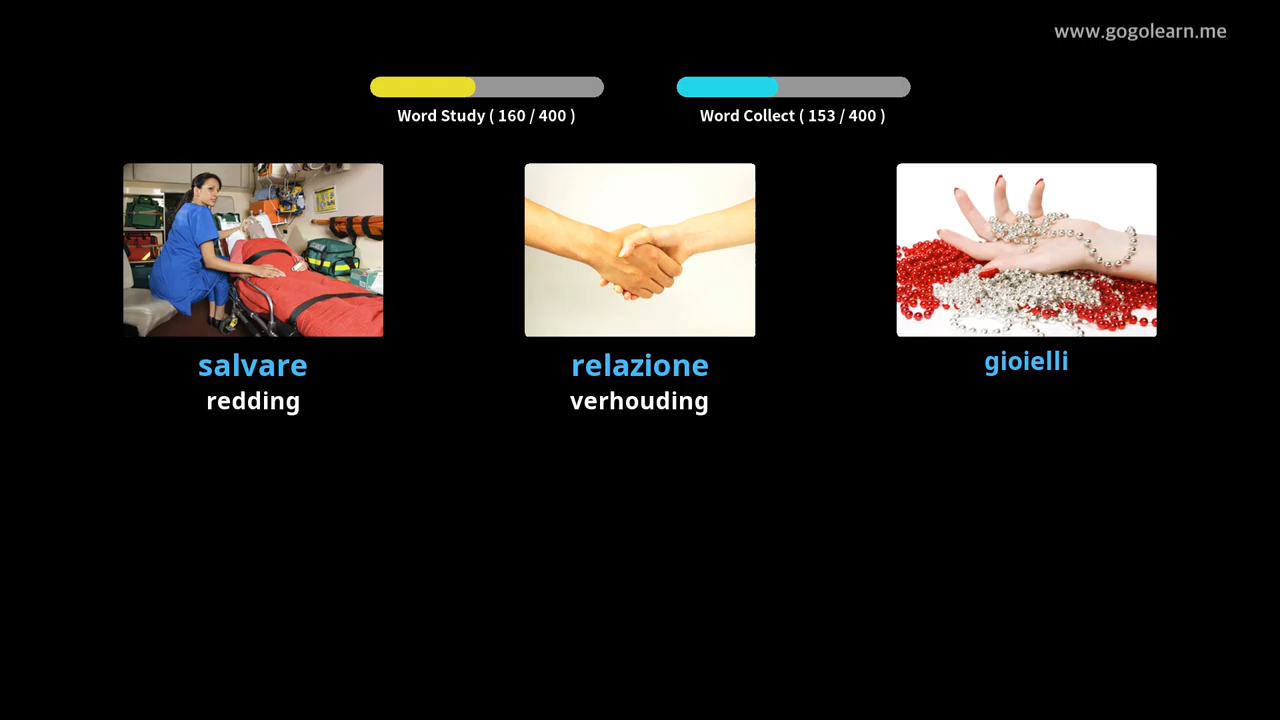 www.gogolearn.me
Word Study ( 160 / 400 )
Word Collect ( 153 / 400 )
salvare
redding
relazione
verhouding
gioielli